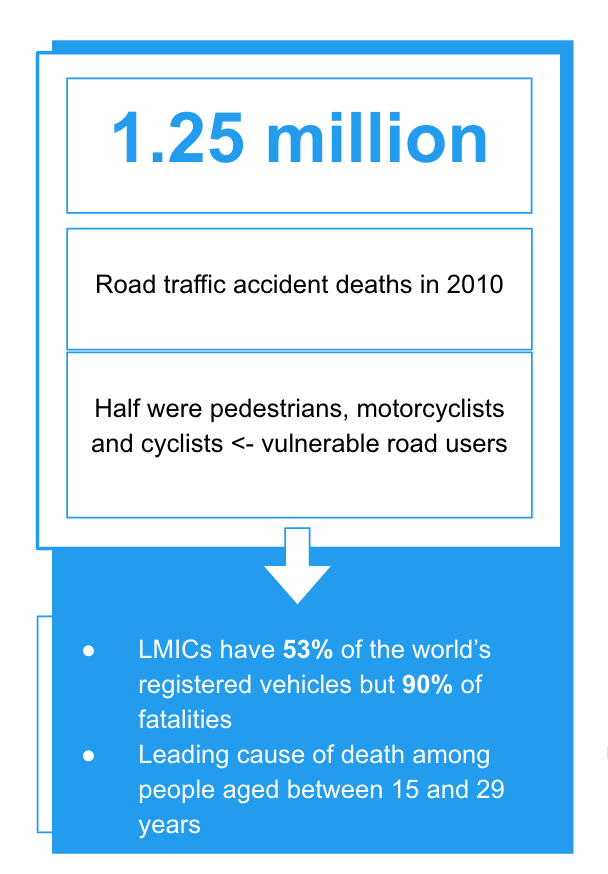 1.25 million
Road traffic accident deaths in 2010
Half were pedestrians, motorcyclists
and cyclists <- vulnerable road users
● LMICs have 53% of the world’s
registered vehicles but 90% of
fatalities
● Leading cause of death among
people aged between 15 and 29
years